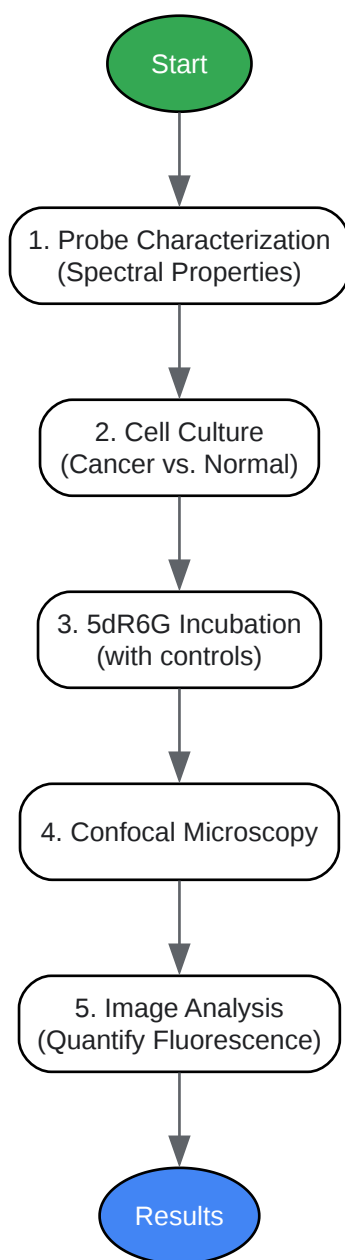 Start
1. Probe Characterization
(Spectral Properties)
2. Cell Culture
(Cancer vs. Normal)
3. 5dR6G Incubation
(with controls)
4. Confocal Microscopy
5. Image Analysis
(Quantify Fluorescence)
Results